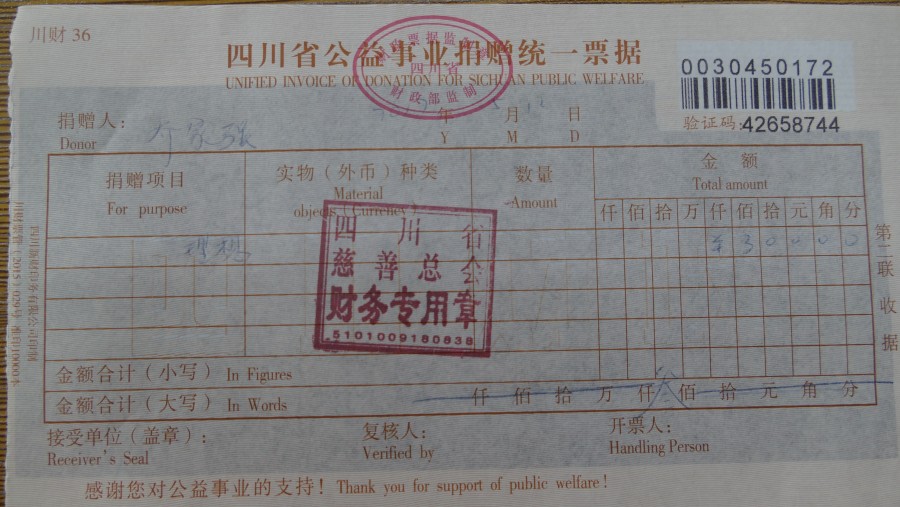 川财 36
四川省公益事业捐赠统一票据
UNIFIED INVOICE OF DONATION FOR SICHUAN PUBLIC WELFARE
四川省
财政部监制
0030450172
验证码:42658744
捐赠人:
Donor
年 月 日
Y M D
捐赠项目
For purpose
实物(外币)种类
Material
objects (Currency)
数量
Amount
金 额
Total amount
仟 佰 拾 万 仟 佰 拾 元 角 分
理想
30000
四川省
慈善总会
财务专用章
5101009180838
第二联 收据
金额合计(小写) In Figures
金额合计(大写) In Words
仟 佰 拾 万 仟 叁 佰 拾 元 角 分
接受单位(盖章):
Receiver's Seal
复核人:
Verified by
开票人:
Handling Person
感谢您对公益事业的支持! Thank you for support of public welfare!